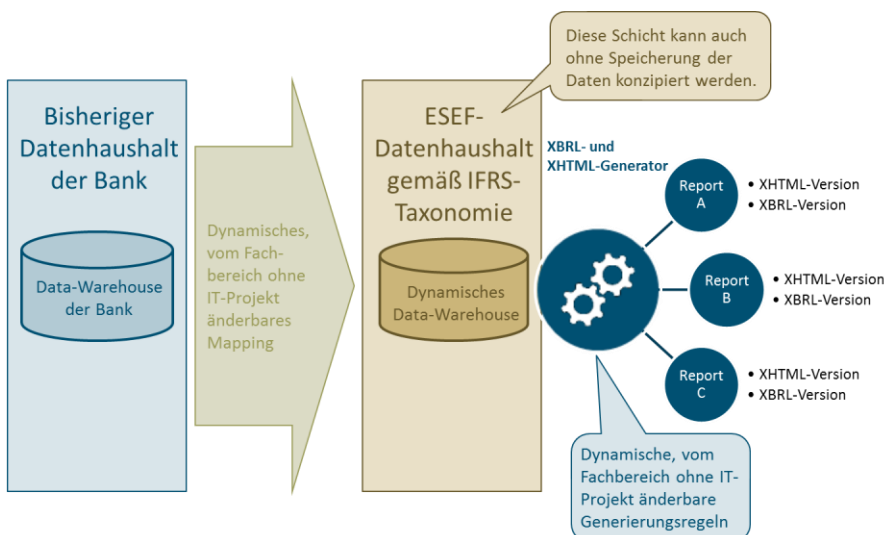 Bisheriger
Datenhaushalt
der Bank
Data-Warehouse
der Bank
Dynamisches,
vom Fach-
bereich ohne
IT-Projekt
änderbares
Mapping
Diese Schicht kann auch
ohne Speicherung der
Daten konzipiert werden.
ESEF-
Datenhaushalt
gemäß IFRS-
Taxonomie
Dynamisches
Data-Warehouse
XBRL- und
XHTML-Generator
Report
A
• XHTML-Version
• XBRL-Version
Report
B
• XHTML-Version
• XBRL-Version
Report
C
• XHTML-Version
• XBRL-Version
Dynamische, vom
Fachbereich ohne IT-
Projekt änderbare
Generierungsregeln